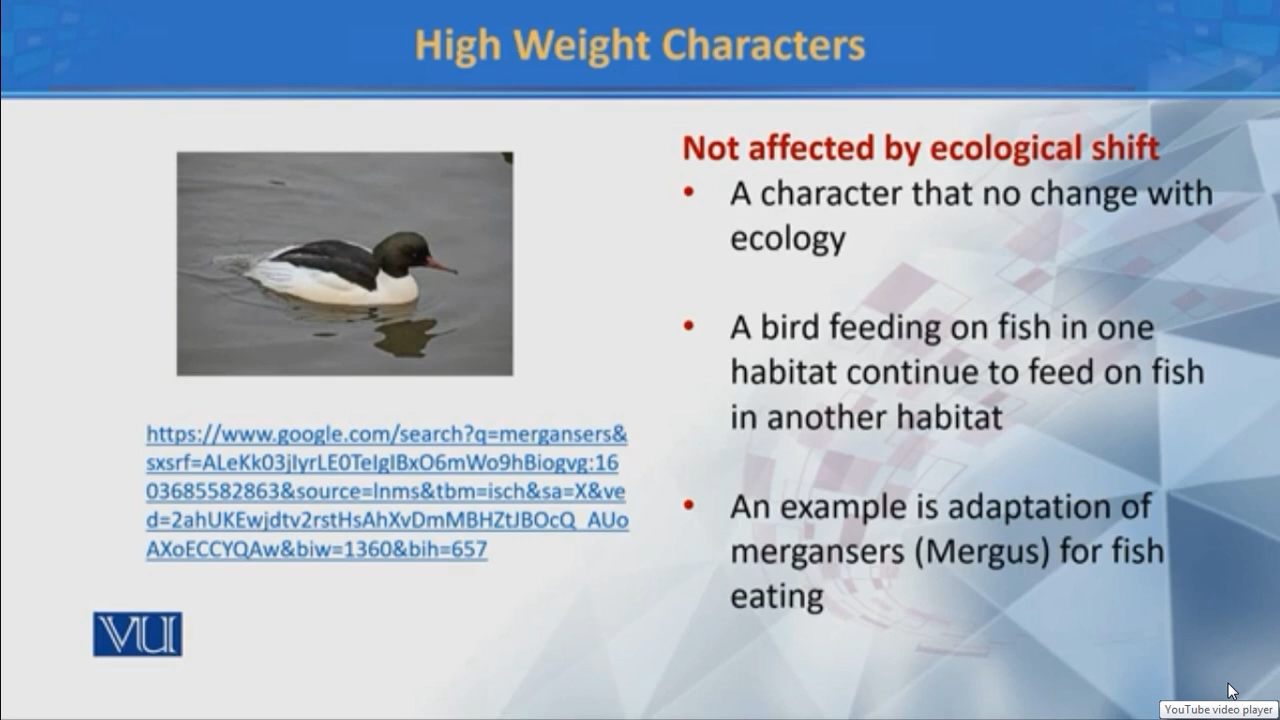 High Weight Characters
Not affected by ecological shift
• A character that no change with
ecology
• A bird feeding on fish in one
habitat continue to feed on fish
in another habitat
• An example is adaptation of
mergansers (Mergus) for fish
eating
https://www.google.com/search?q=mergansers&
sxsrf=ALeKk03jlyrLE0TeIgIBxO6mWo9hBiogvg:16
03685582863&source=lnms&tbm=isch&sa=X&ve
d=2ahUKEwjdtv2rstHsAhXvDmMBHZtJBOcQ_AUo
AXoECCYQAw&biw=1360&bih=657
VU
YouTube video player